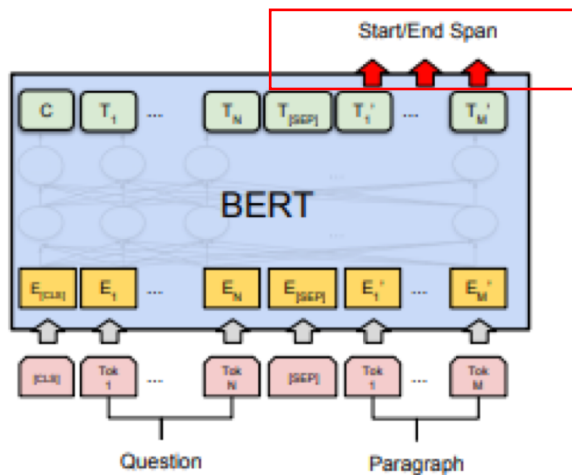 Start/End Span
C T1 ... TN T[SEP] T1' ... TM'
...
BERT
...
E[CLS] E1 ... EN E[SEP] E1' ... EM'
[CLS] Tok 1 ... Tok N [SEP] Tok 1 ... Tok M
Question Paragraph